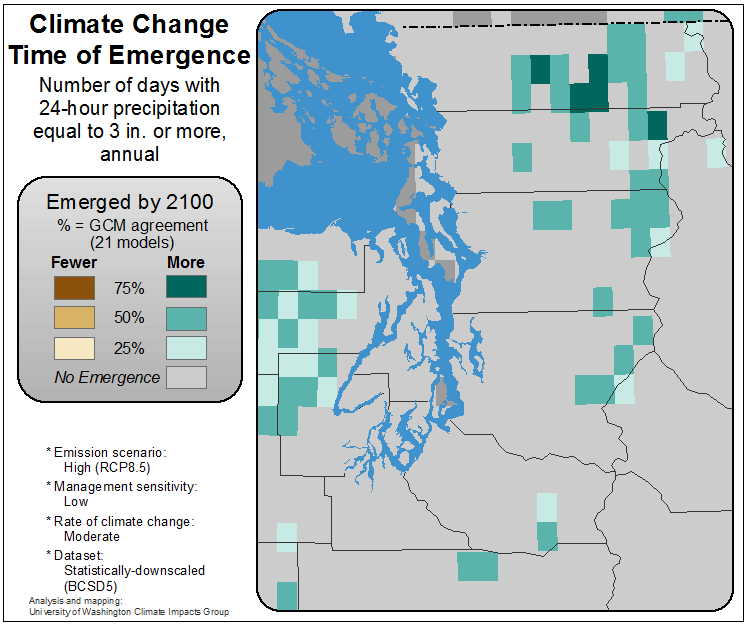 Climate Change
Time of Emergence
Number of days with
24-hour precipitation
equal to 3 in. or more,
annual
Emerged by 2100
% = GCM agreement
(21 models)
Fewer More
75%
50%
25%
No Emergence
* Emission scenario:
High (RCP8.5)
* Management sensitivity:
Low
* Rate of climate change:
Moderate
* Dataset:
Statistically-downscaled
(BCSD5)
Analysis and mapping:
University of Washington Climate Impacts Group